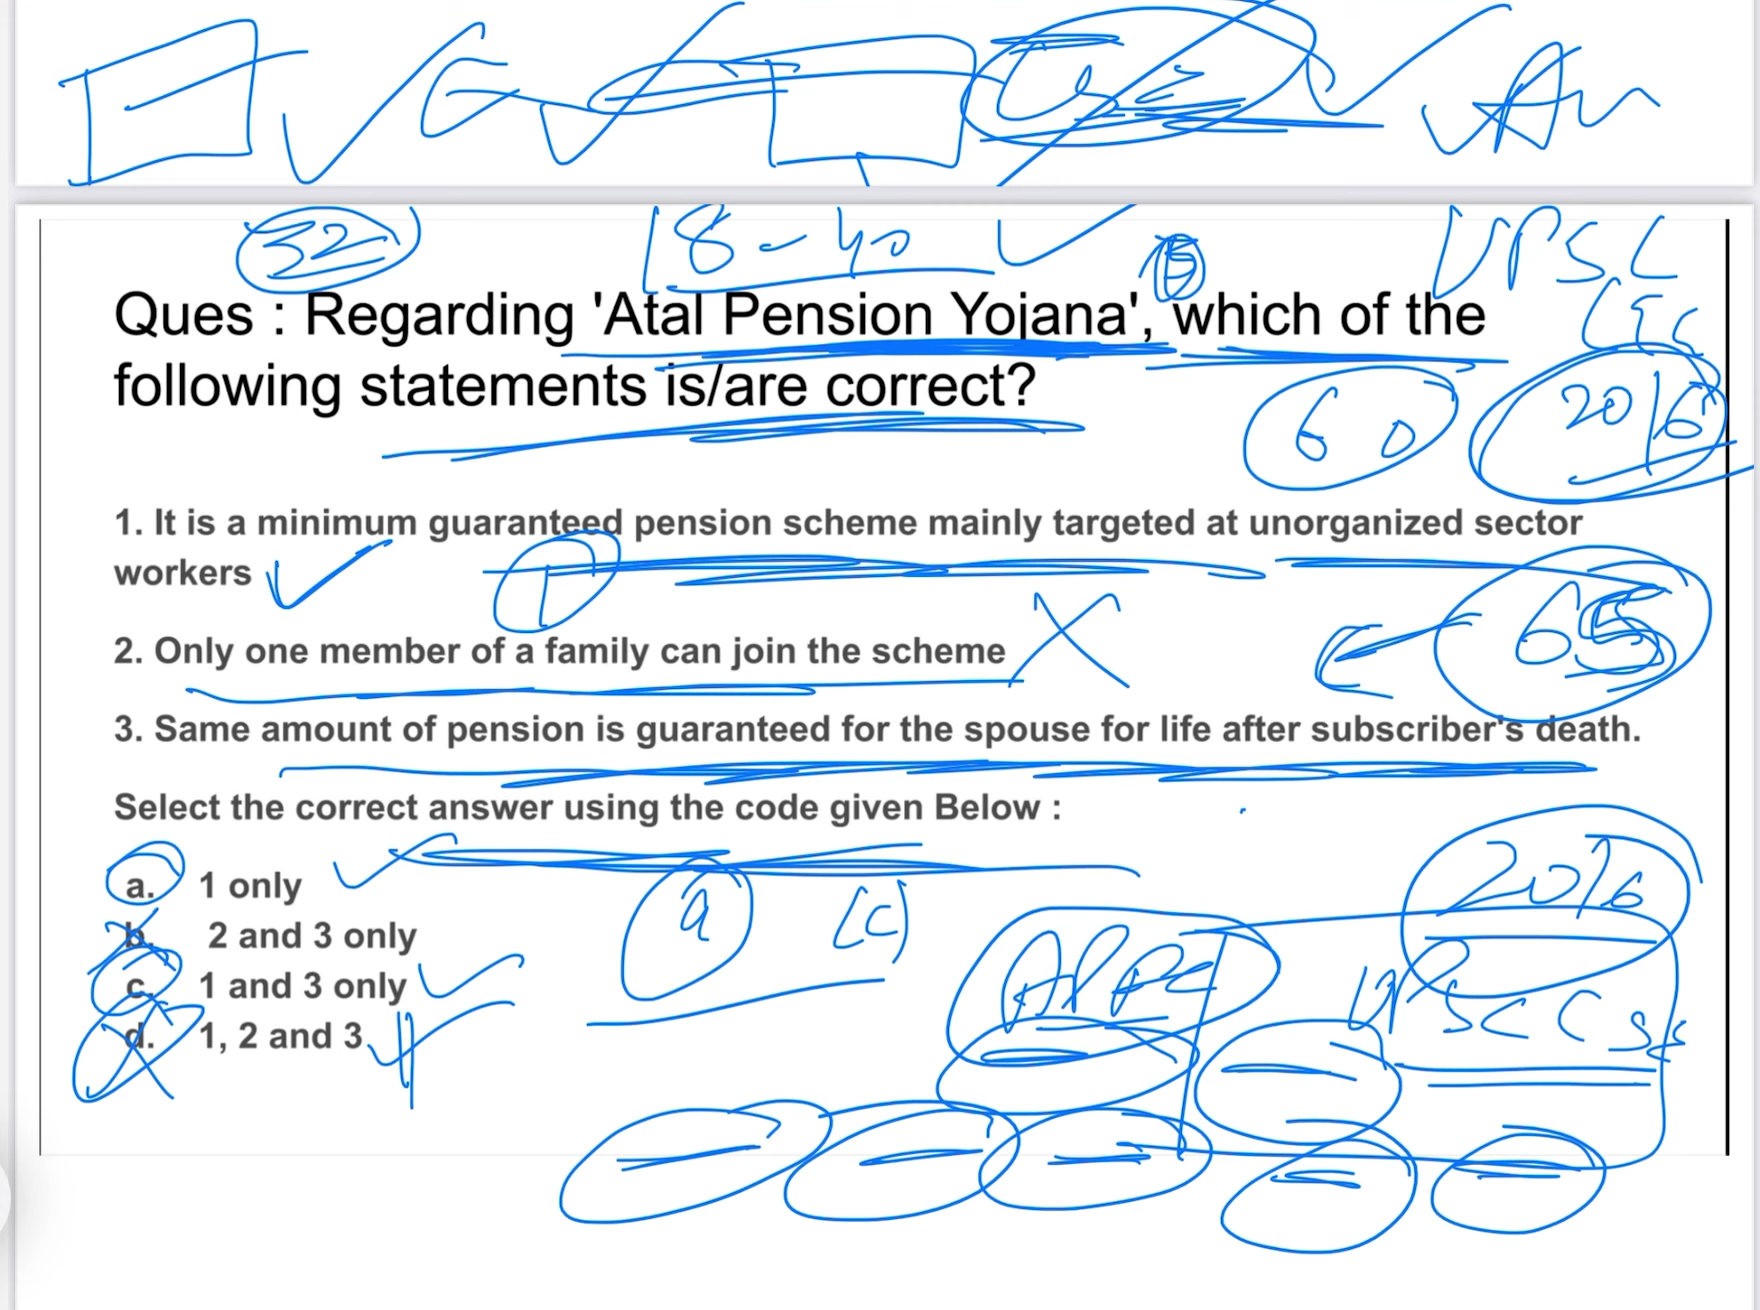 32 18-40 UPSC
Ques : Regarding 'Atal Pension Yojana', which of the
following statements is/are correct?
60 2016
1. It is a minimum guaranteed pension scheme mainly targeted at unorganized sector
workers
65
2. Only one member of a family can join the scheme
3. Same amount of pension is guaranteed for the spouse for life after subscriber's death.
Select the correct answer using the code given Below :
2016
a. 1 only
a (c)
b. 2 and 3 only
c. 1 and 3 only
UPSC CSE
d. 1, 2 and 3